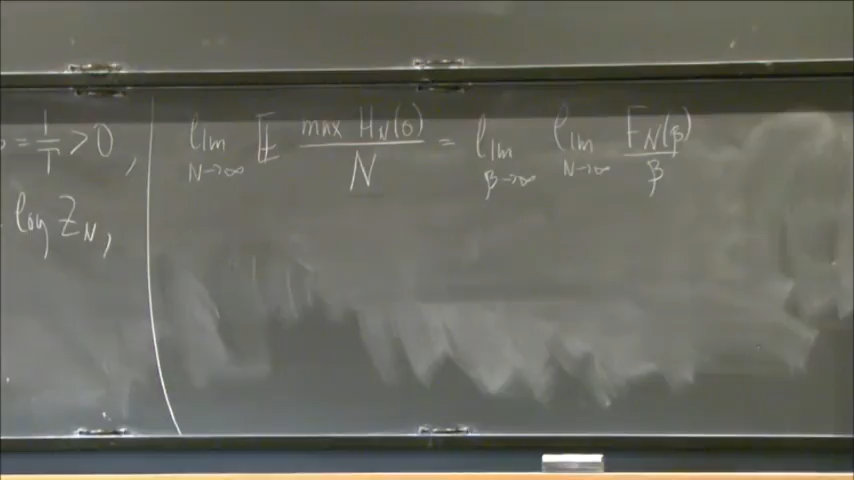 = 1/T > 0,
log Z_N,
lim_{N→∞} 𝔼 max H_N(σ) / N = lim_{β→∞} lim_{N→∞} F_N(β) / β